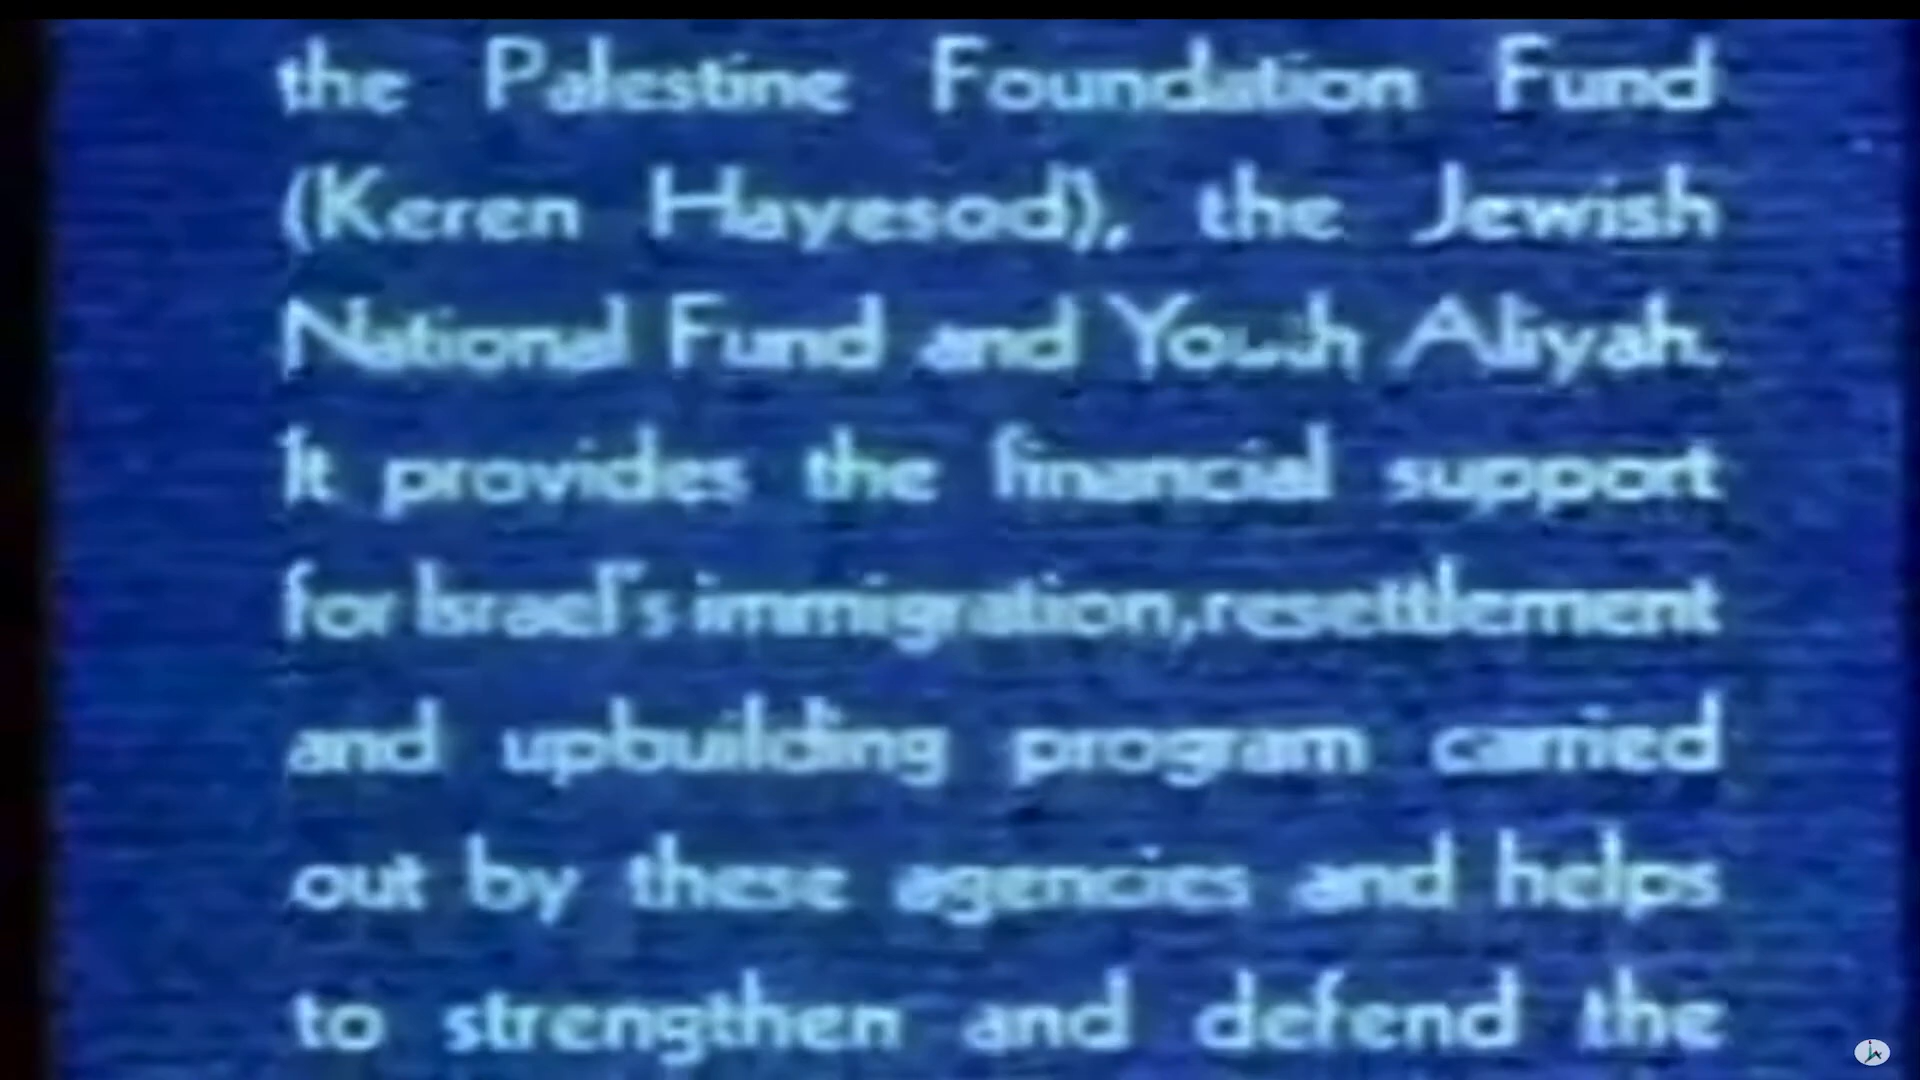 the Palestine Foundation Fund
(Keren Hayesod), the Jewish
National Fund and Youth Aliyah.
It provides the financial support
for Israel's immigration, resettlement
and upbuilding program carried
out by these agencies and helps
to strengthen and defend the